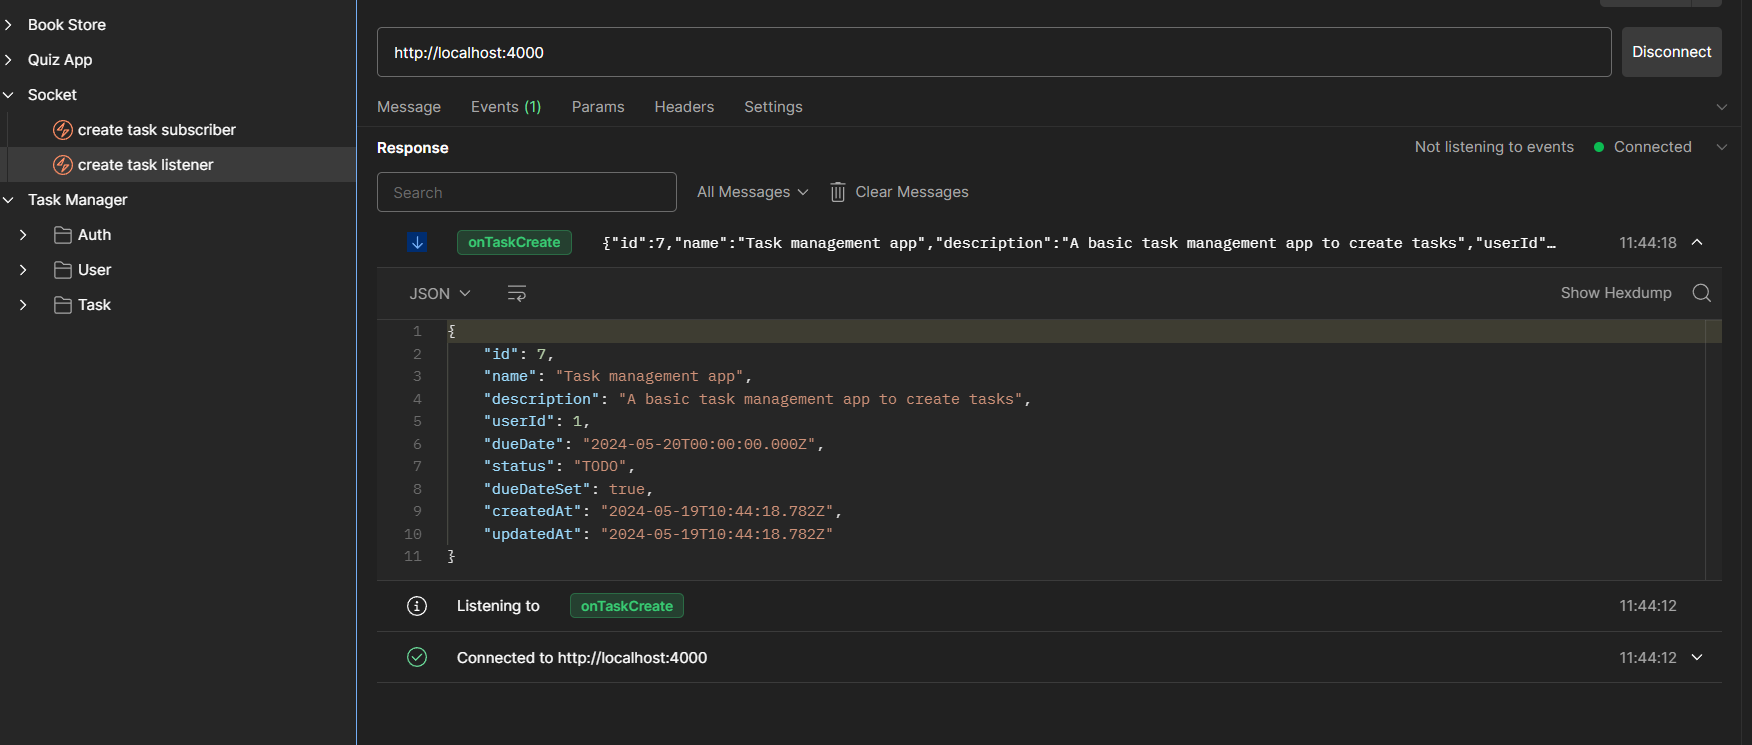 Book Store
Quiz App
Socket
create task subscriber
create task listener
Task Manager
Auth
User
Task
http://localhost:4000
Disconnect
Message Events (1) Params Headers Settings
Response Not listening to events Connected
Search All Messages Clear Messages
onTaskCreate {"id":7,"name":"Task management app","description":"A basic task management app to create tasks","userId"… 11:44:18
JSON Show Hexdump
1 {
2 "id": 7,
3 "name": "Task management app",
4 "description": "A basic task management app to create tasks",
5 "userId": 1,
6 "dueDate": "2024-05-20T00:00:00.000Z",
7 "status": "TODO",
8 "dueDateSet": true,
9 "createdAt": "2024-05-19T10:44:18.782Z",
10 "updatedAt": "2024-05-19T10:44:18.782Z"
11 }
Listening to onTaskCreate 11:44:12
Connected to http://localhost:4000 11:44:12